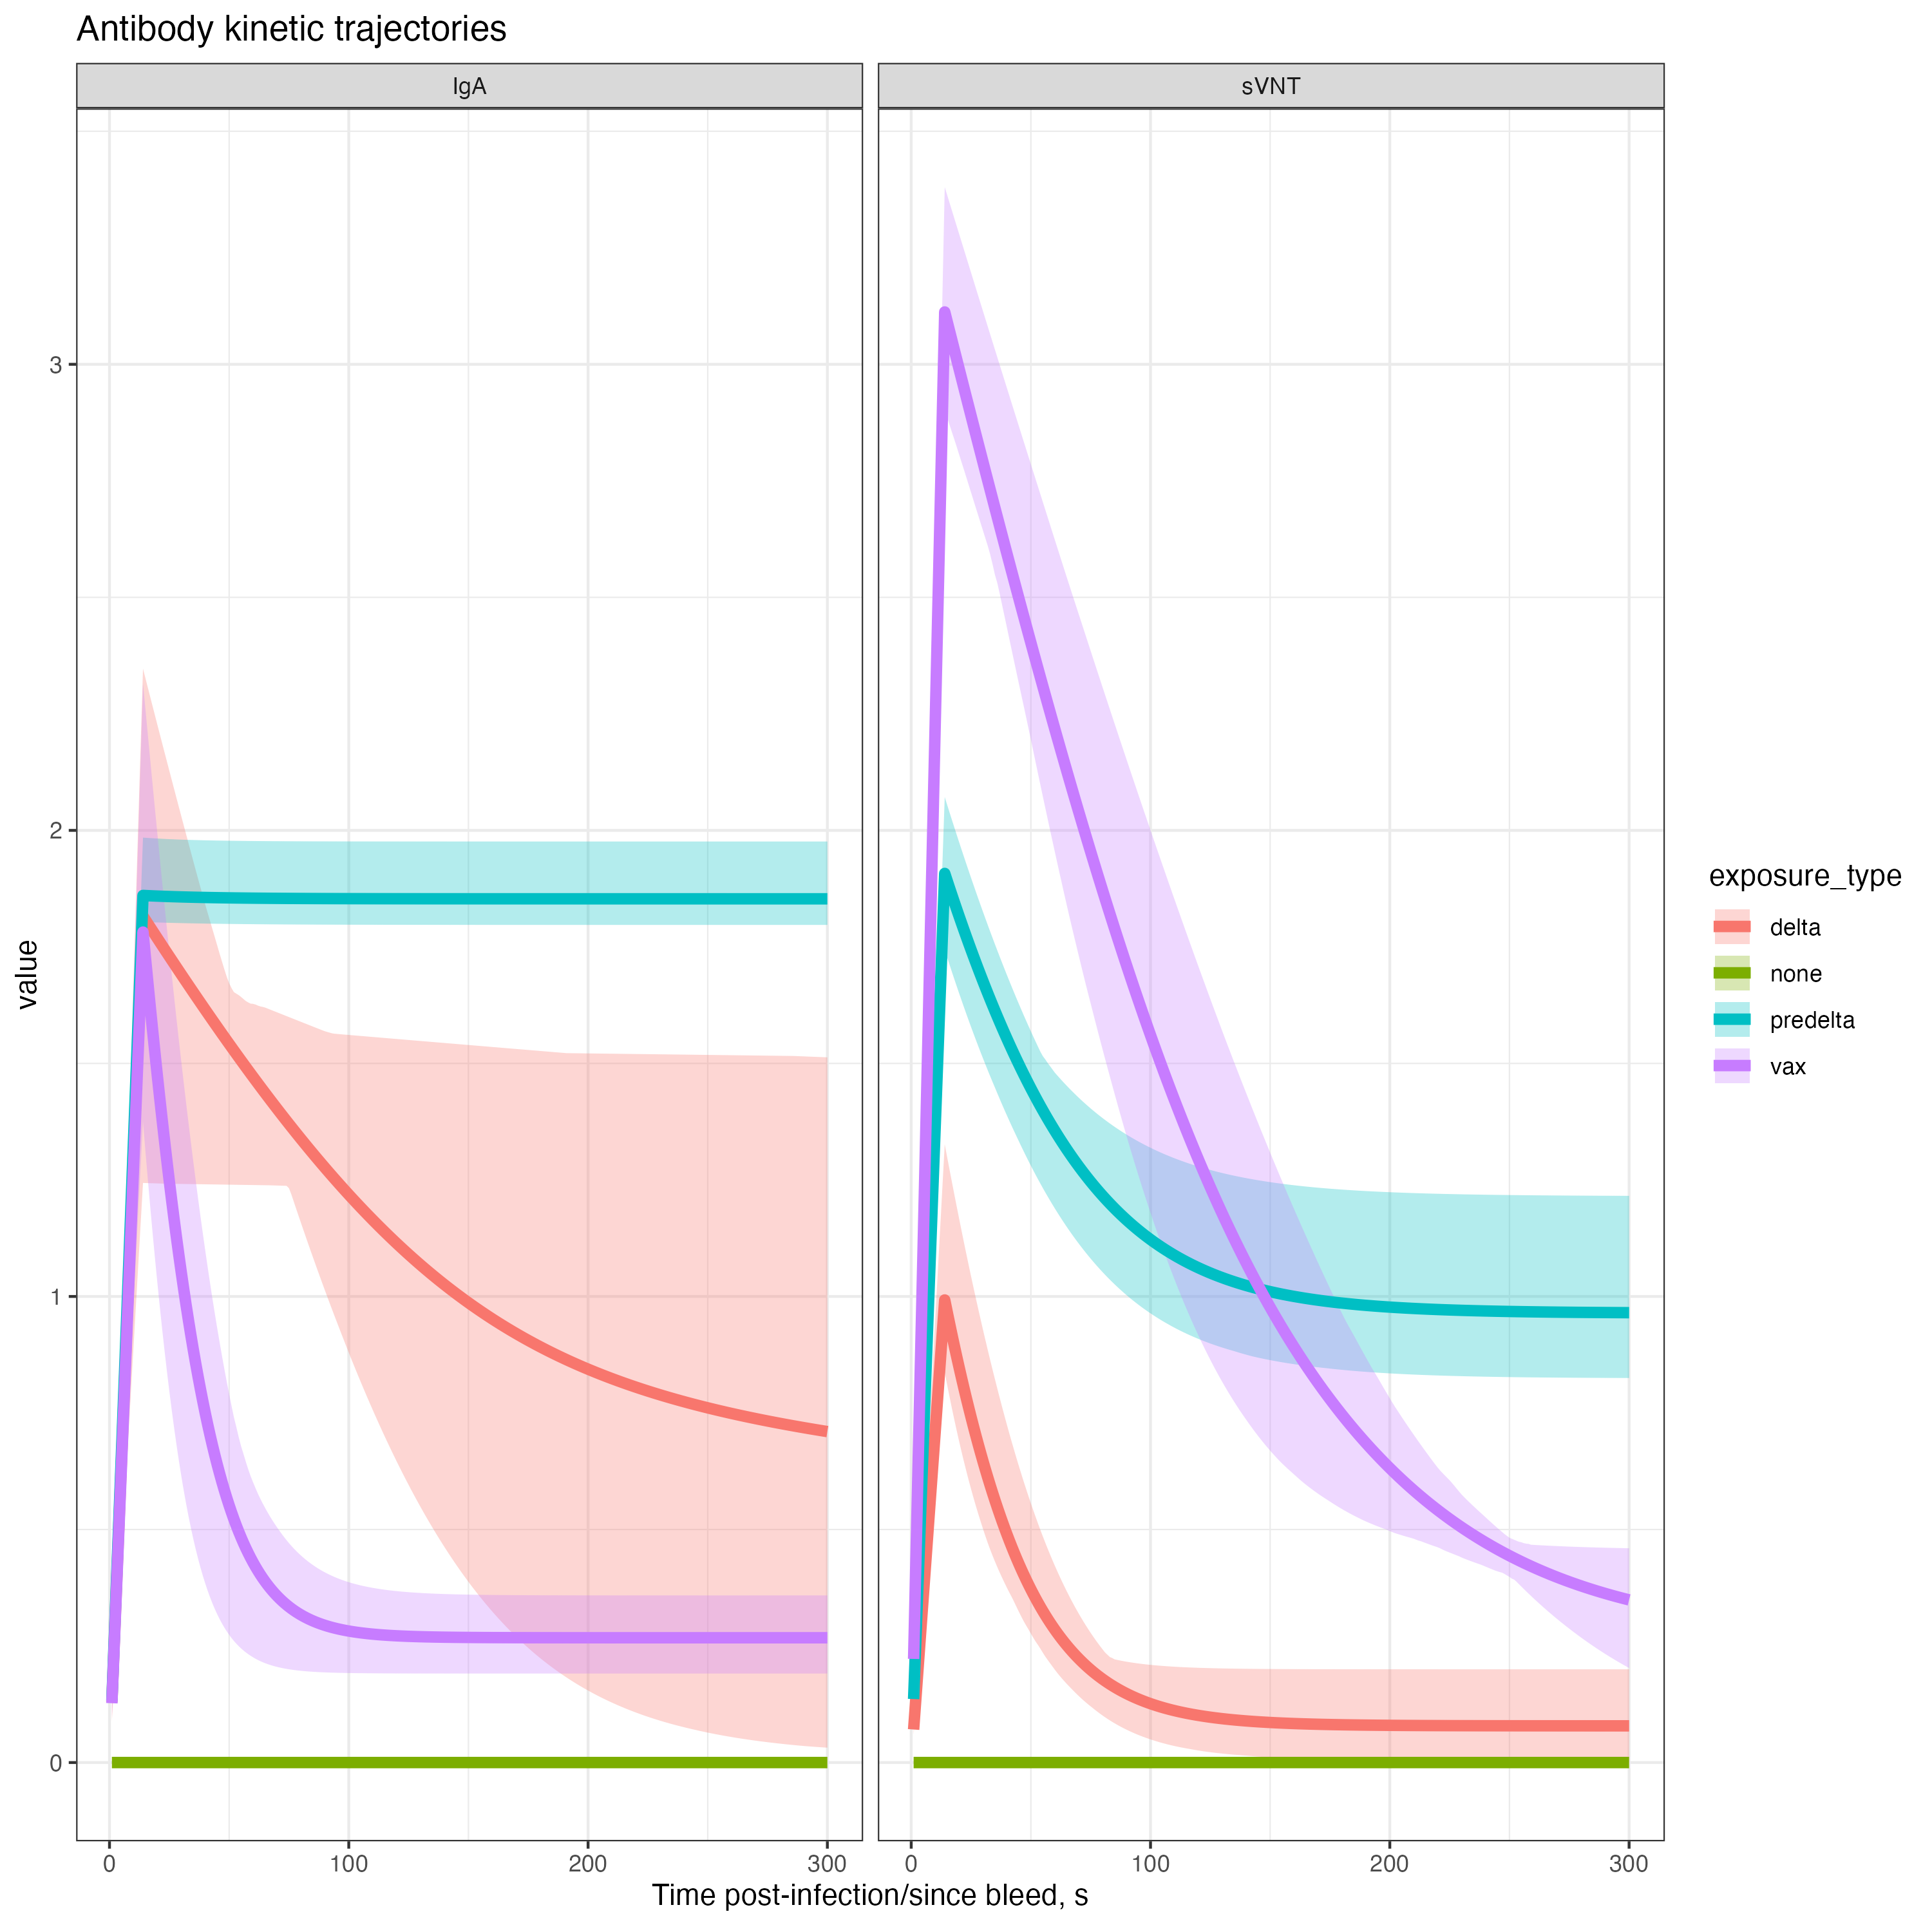 Antibody kinetic trajectories
IgA
sVNT
value
3
2
1
0
0
100
200
300
0
100
200
300
Time post-infection/since bleed, s
exposure_type
delta
none
predelta
vax